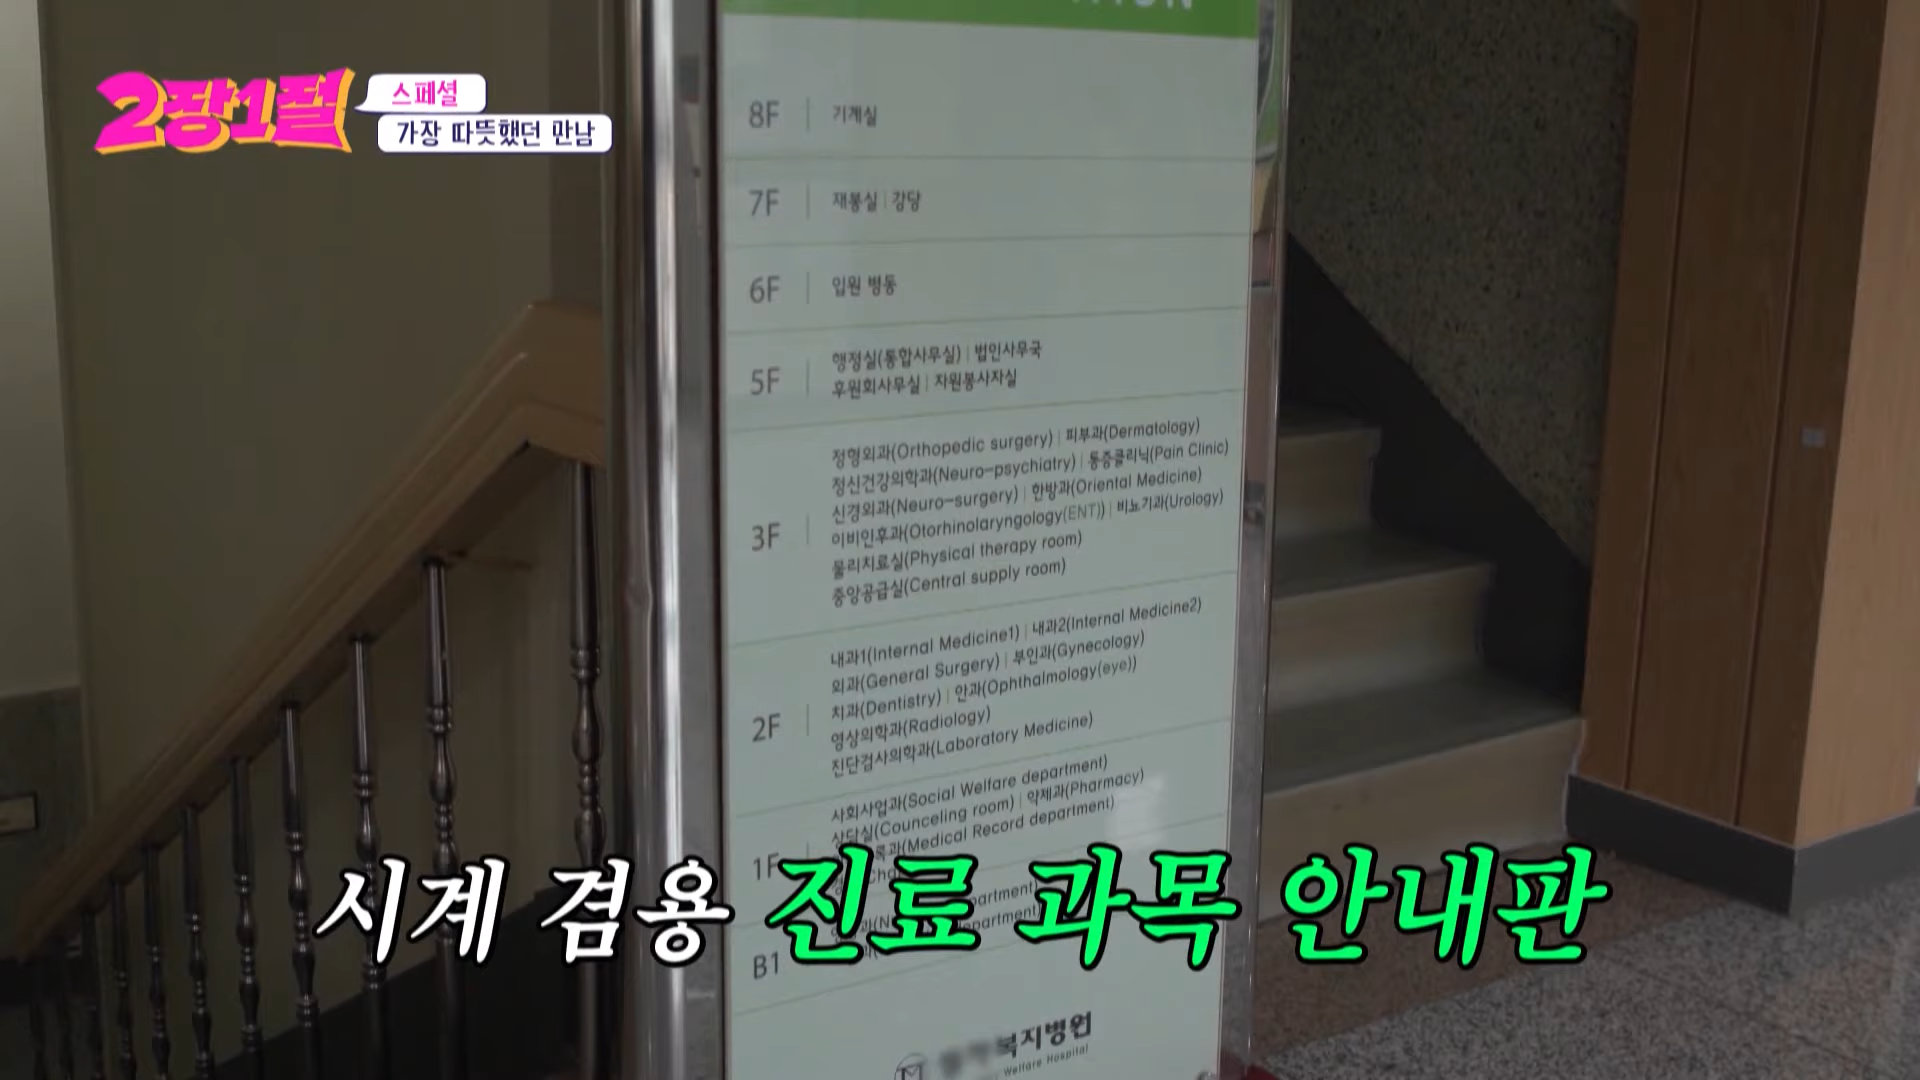 2장1절
스페셜
가장 따뜻했던 만남
8F 기계실
7F 재봉실 | 강당
6F 입원 병동
5F 행정실(통합사무실) | 법인사무국
후원회사무실 | 자원봉사자실
3F 정형외과(Orthopedic surgery) | 피부과(Dermatology)
정신건강의학과(Neuro-psychiatry) | 통증클리닉(Pain Clinic)
신경외과(Neuro-surgery) | 한방과(Oriental Medicine)
이비인후과(Otorhinolaryngology(ENT)) | 비뇨기과(Urology)
물리치료실(Physical therapy room)
중앙공급실(Central supply room)
2F 내과1(Internal Medicine1) | 내과2(Internal Medicine2)
외과(General Surgery) | 부인과(Gynecology)
치과(Dentistry) | 안과(Ophthalmology(eye))
영상의학과(Radiology)
진단검사의학과(Laboratory Medicine)
1F 사회사업과(Social Welfare department)
상담실(Counceling room) | 약제과(Pharmacy)
(Medical Record department)
B1
시계 겸용 진료 과목 안내판
복지병원
Welfare Hospital